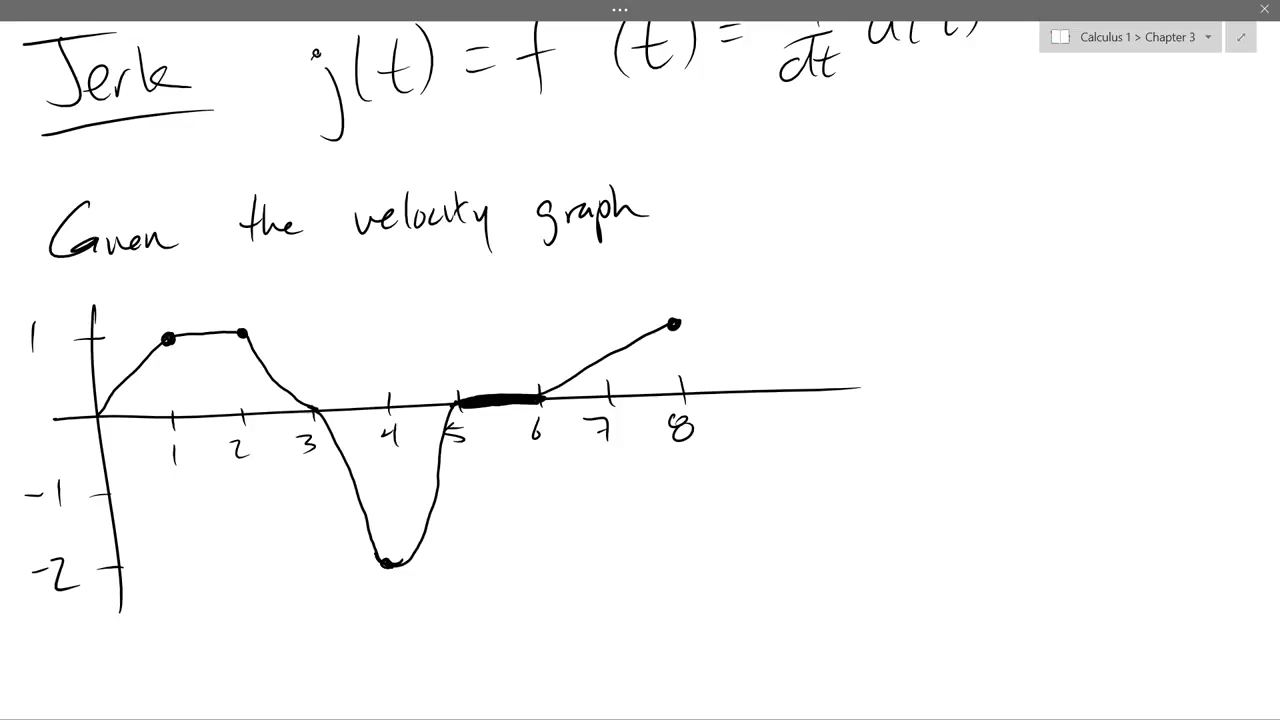 Calculus 1 > Chapter 3
Jerk j(t) = f (t) = d/dt a(t)
Given the velocity graph
1
1 2 3 4 5 6 7 8
-1
-2